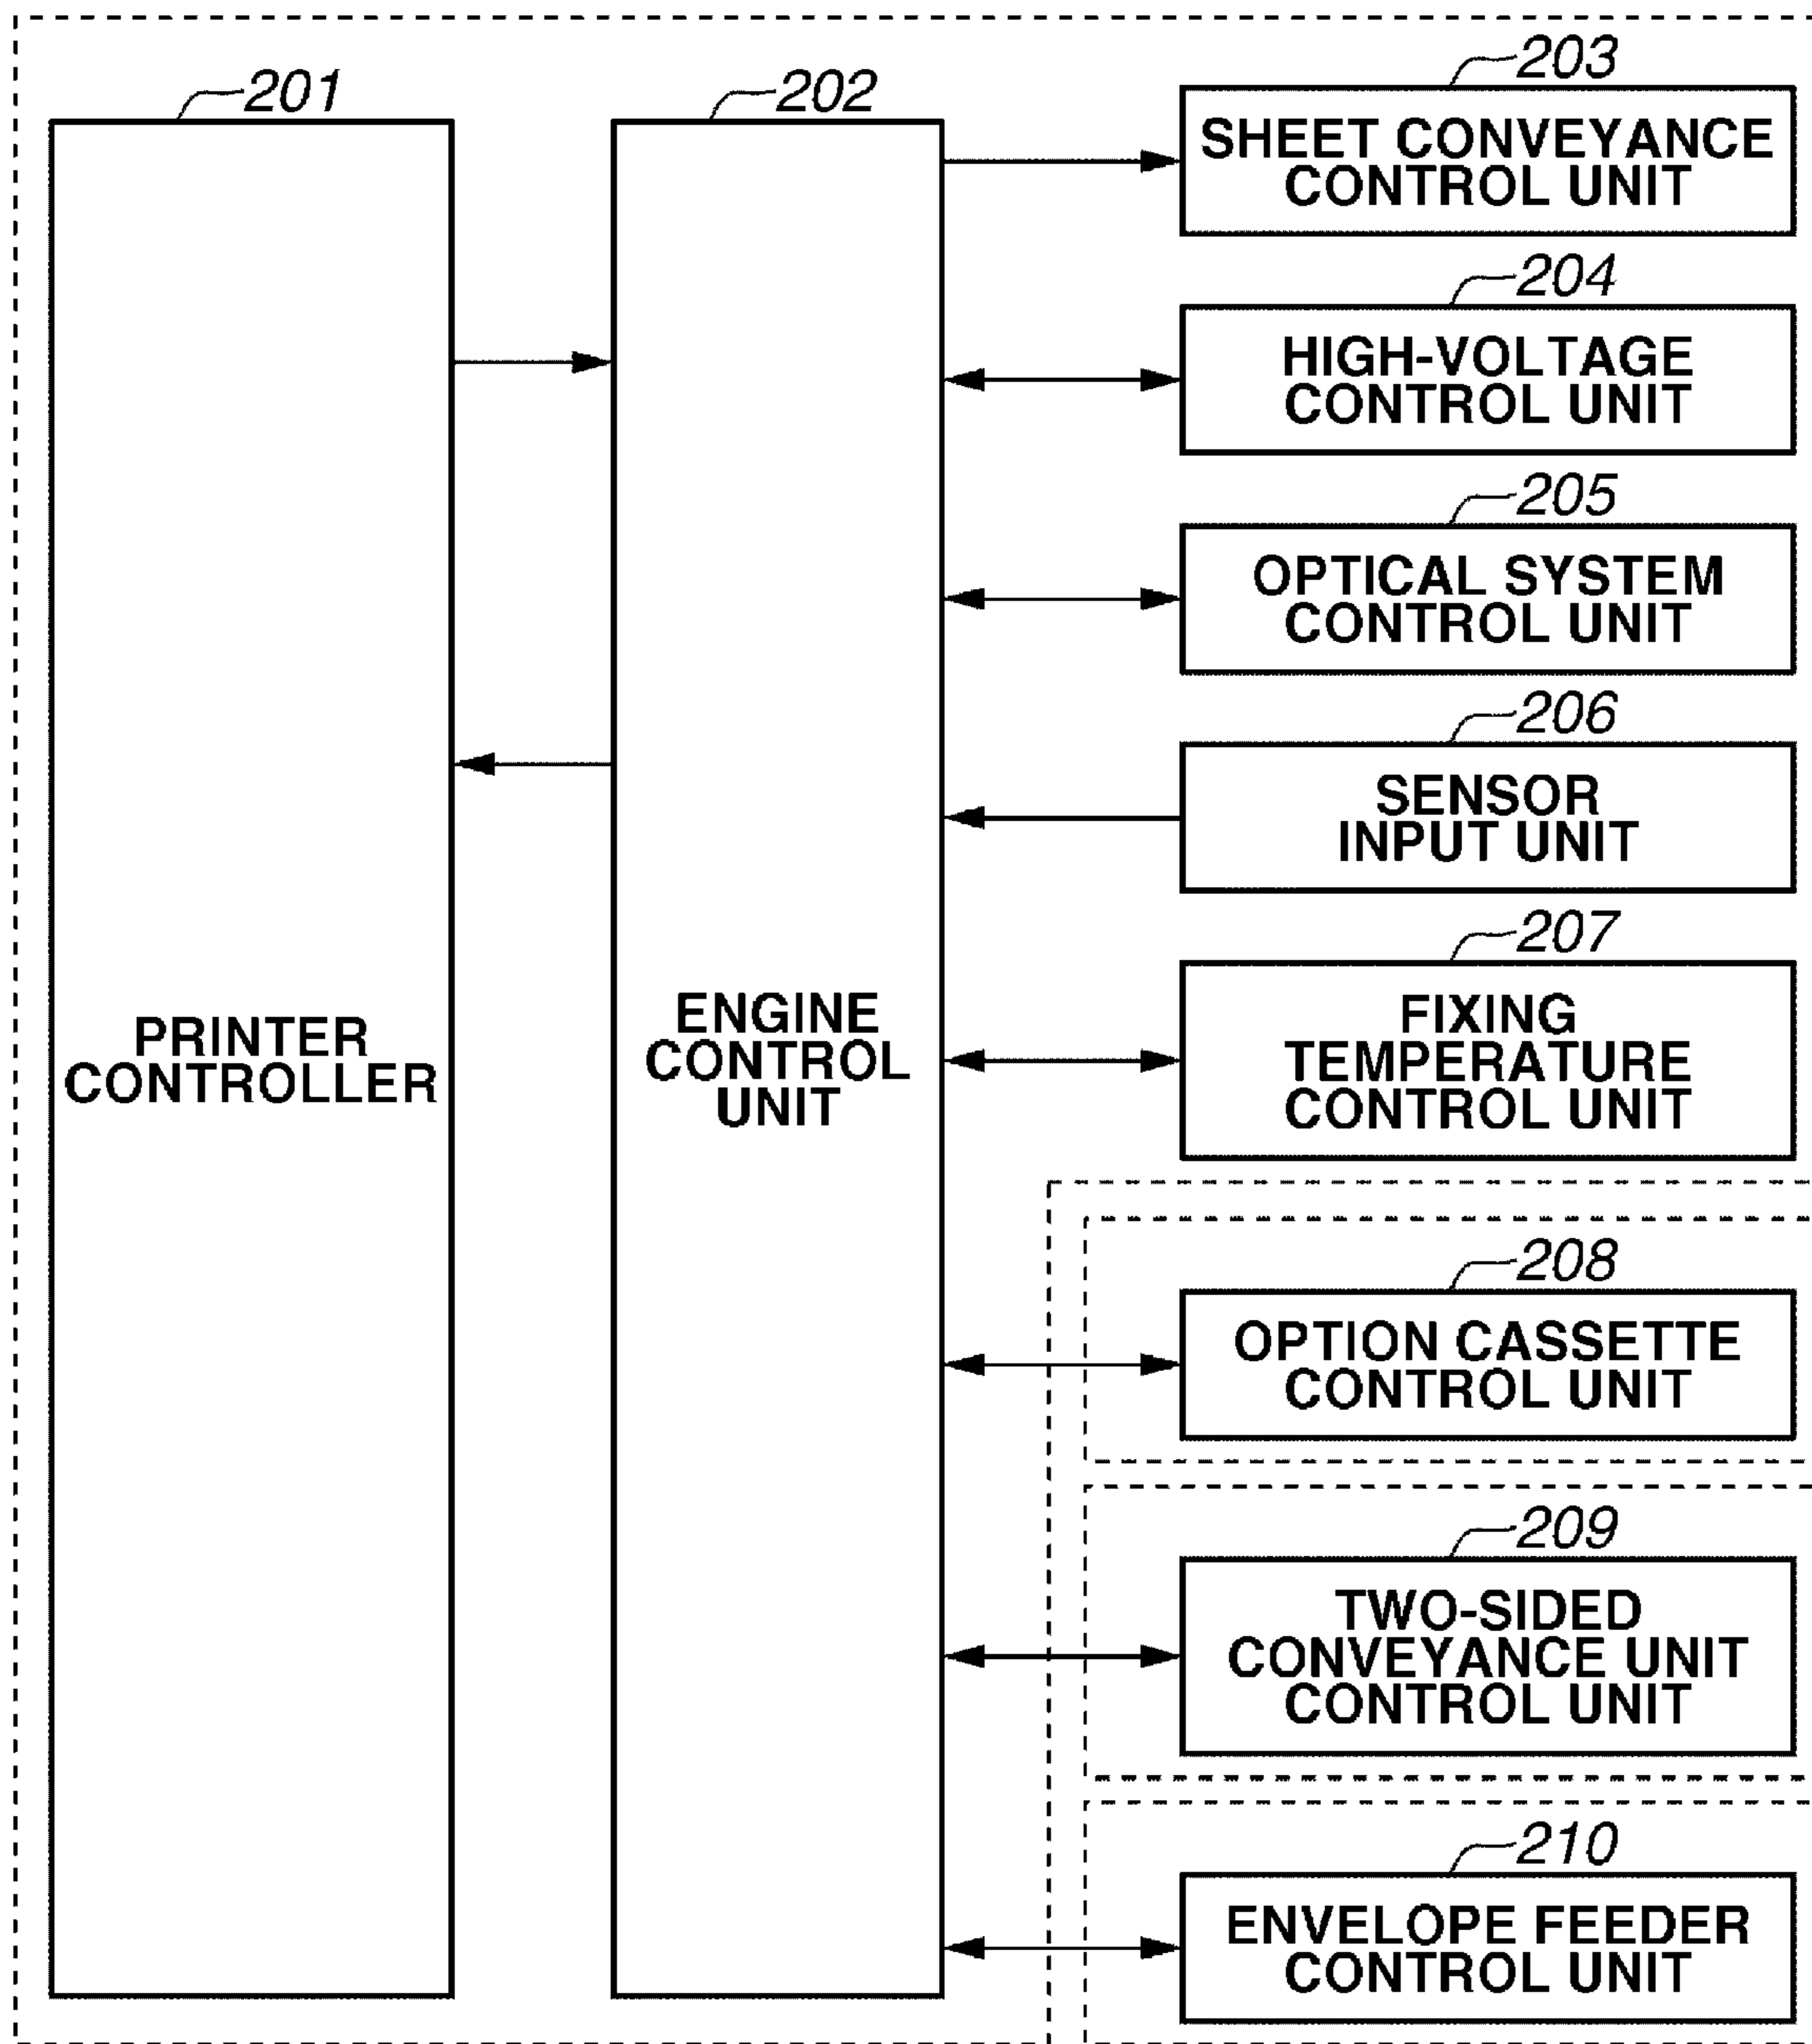 201
PRINTER
CONTROLLER
202
ENGINE
CONTROL
UNIT
203
SHEET CONVEYANCE
CONTROL UNIT
204
HIGH-VOLTAGE
CONTROL UNIT
205
OPTICAL SYSTEM
CONTROL UNIT
206
SENSOR
INPUT UNIT
207
FIXING
TEMPERATURE
CONTROL UNIT
208
OPTION CASSETTE
CONTROL UNIT
209
TWO-SIDED
CONVEYANCE UNIT
CONTROL UNIT
210
ENVELOPE FEEDER
CONTROL UNIT